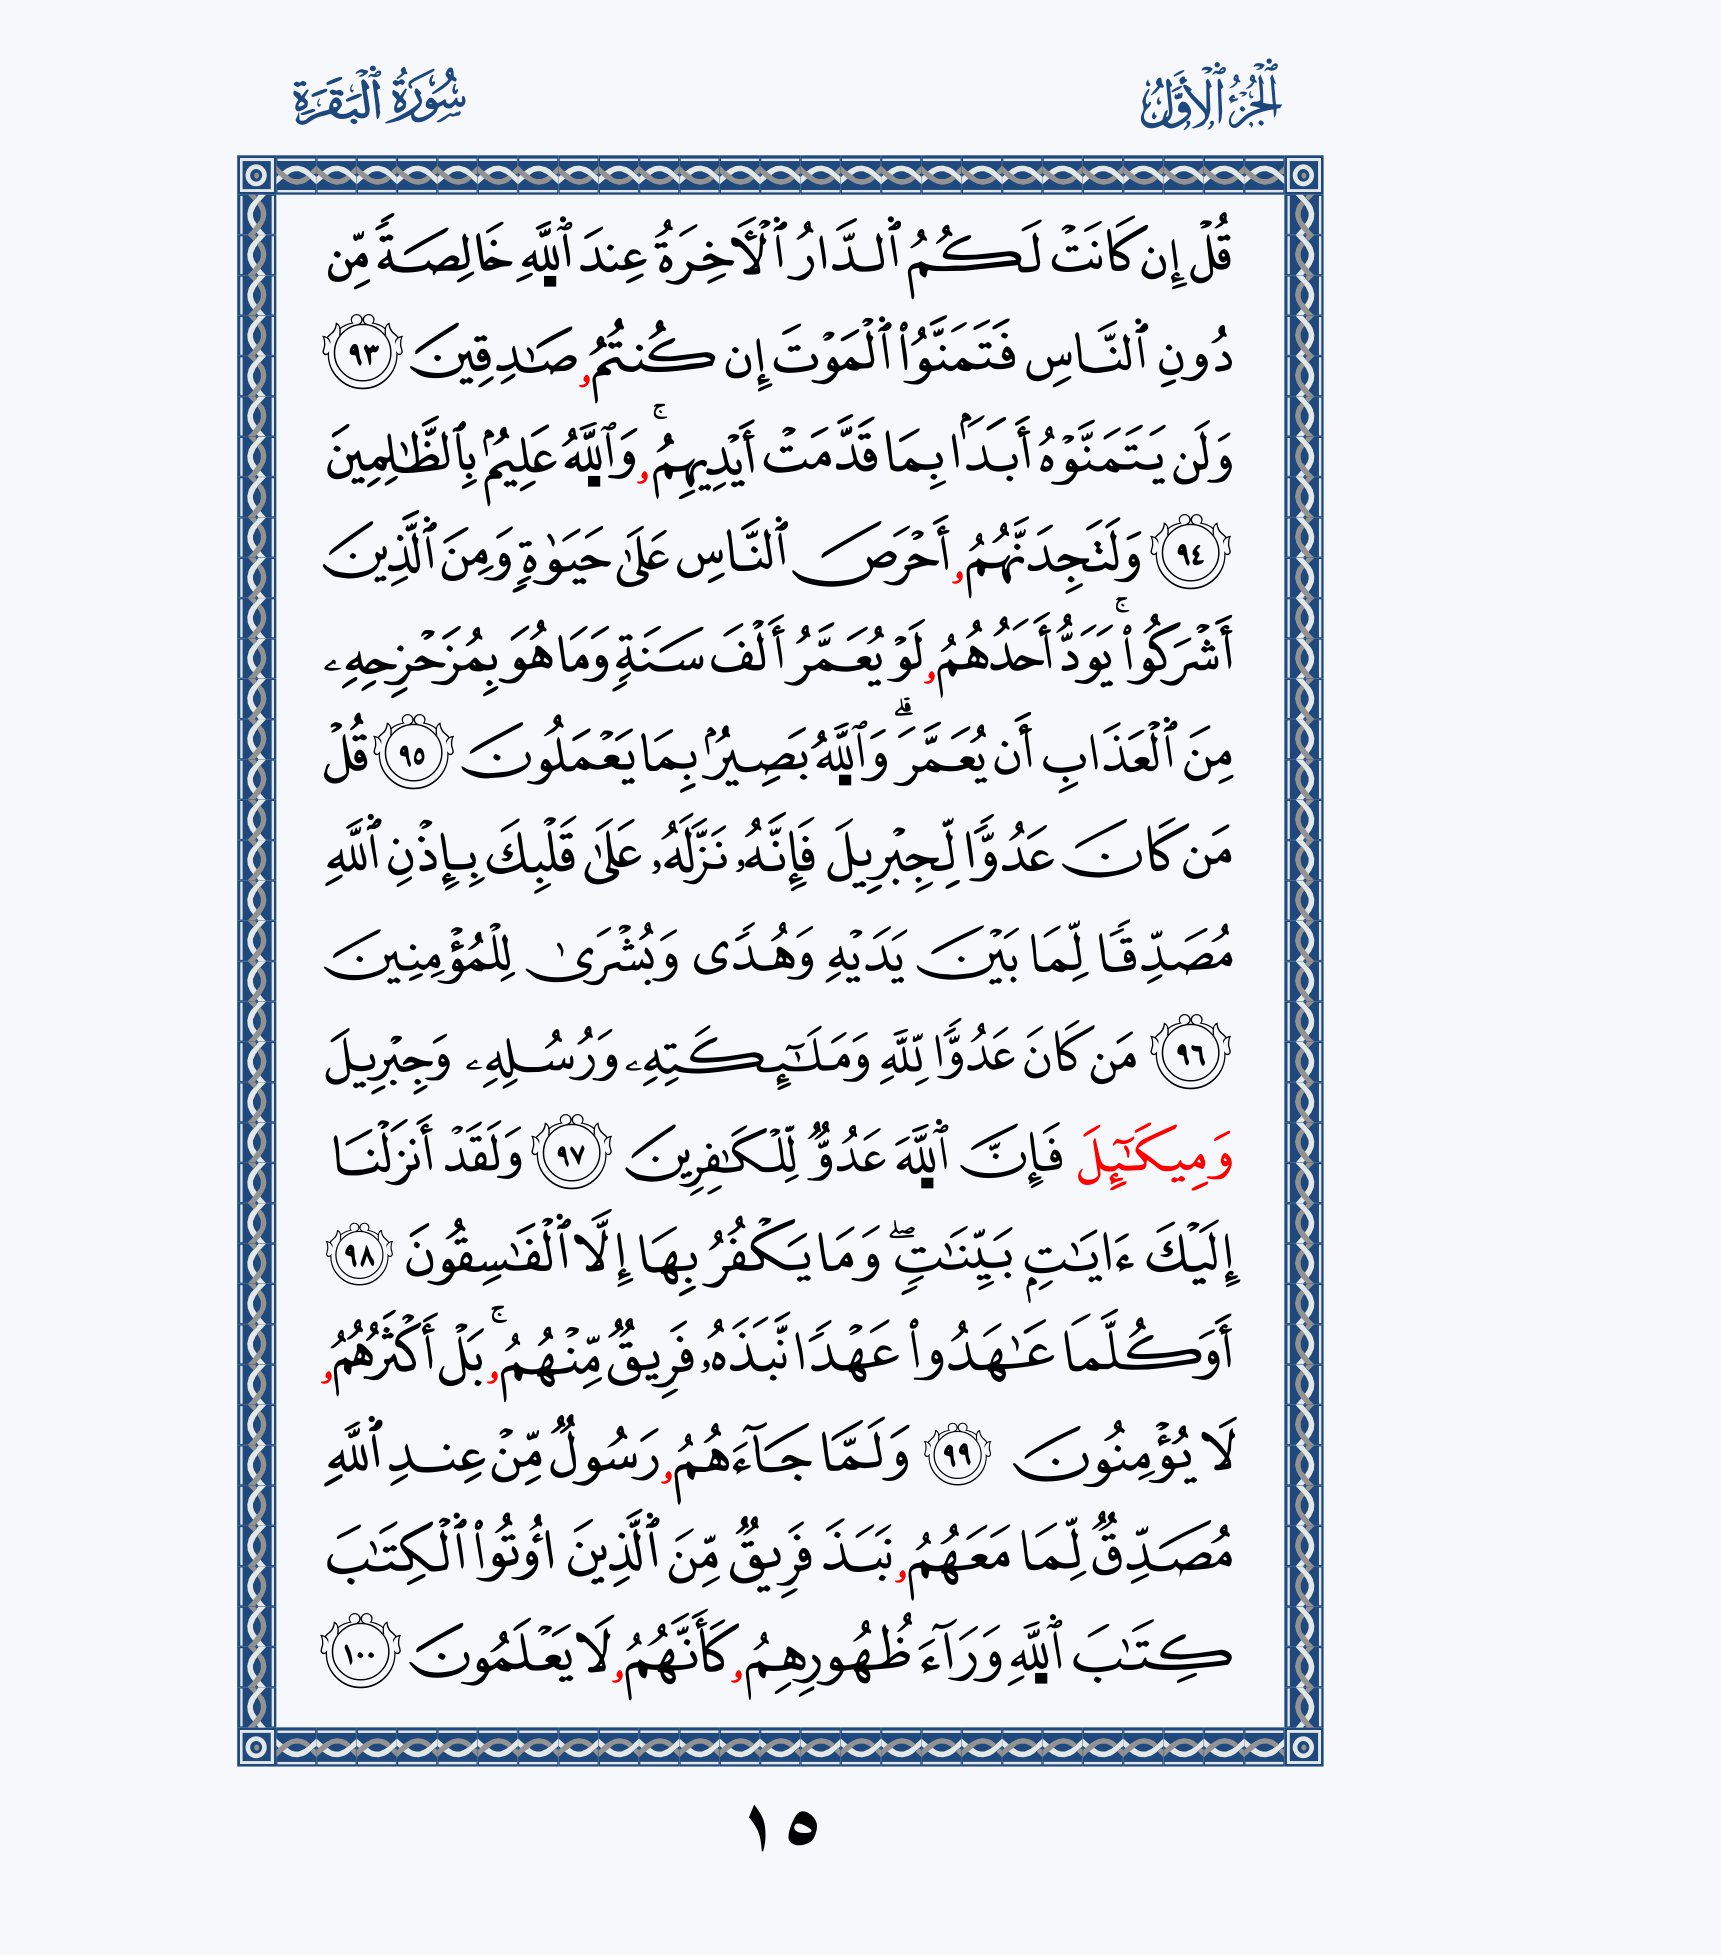 الجُزْءُ ٱلْأَوَّلُ
سُورَةُ ٱلْبَقَرَةِ
قُلْ إِن كَانَتْ لَكُمُ ٱلدَّارُ ٱلْأَخِرَةُ عِندَ ٱللَّهِ خَالِصَةً مِّن
دُونِ ٱلنَّاسِ فَتَمَنَّوُا۟ ٱلْمَوْتَ إِن كُنتُمُۥ صَـٰدِقِينَ ٩٣
وَلَن يَتَمَنَّوْهُ أَبَدَۢا بِمَا قَدَّمَتْ أَيْدِيهِمُۥۚ وَٱللَّهُ عَلِيمُۢ بِٱلظَّـٰلِمِينَ
٩٤ وَلَتَجِدَنَّهُمُۥ أَحْرَصَ ٱلنَّاسِ عَلَىٰ حَيَوٰةٍ وَمِنَ ٱلَّذِينَ
أَشْرَكُوا۟ۚ يَوَدُّ أَحَدُهُمُۥ لَوْ يُعَمَّرُ أَلْفَ سَنَةٍ وَمَا هُوَ بِمُزَحْزِحِهِۦ
مِنَ ٱلْعَذَابِ أَن يُعَمَّرَۗ وَٱللَّهُ بَصِيرُۢ بِمَا يَعْمَلُونَ ٩٥ قُلْ
مَن كَانَ عَدُوًّا لِّجِبْرِيلَ فَإِنَّهُۥ نَزَّلَهُۥ عَلَىٰ قَلْبِكَ بِإِذْنِ ٱللَّهِ
مُصَدِّقًا لِّمَا بَيْنَ يَدَيْهِ وَهُدًى وَبُشْرَىٰ لِلْمُؤْمِنِينَ
٩٦ مَن كَانَ عَدُوًّا لِّلَّهِ وَمَلَـٰٓئِكَتِهِۦ وَرُسُلِهِۦ وَجِبْرِيلَ
وَمِيكَـٰٓئِلَ فَإِنَّ ٱللَّهَ عَدُوٌّ لِّلْكَـٰفِرِينَ ٩٧ وَلَقَدْ أَنزَلْنَا
إِلَيْكَ ءَايَـٰتِۭ بَيِّنَـٰتٍۖ وَمَا يَكْفُرُ بِهَا إِلَّا ٱلْفَـٰسِقُونَ ٩٨
أَوَكُلَّمَا عَـٰهَدُوا۟ عَهْدًا نَّبَذَهُۥ فَرِيقٌ مِّنْهُمُۥۚ بَلْ أَكْثَرُهُمُۥ
لَا يُؤْمِنُونَ ٩٩ وَلَمَّا جَآءَهُمُۥ رَسُولٌ مِّنْ عِندِ ٱللَّهِ
مُصَدِّقٌ لِّمَا مَعَهُمُۥ نَبَذَ فَرِيقٌ مِّنَ ٱلَّذِينَ أُوتُوا۟ ٱلْكِتَـٰبَ
كِتَـٰبَ ٱللَّهِ وَرَآءَ ظُهُورِهِمُۥ كَأَنَّهُمُۥ لَا يَعْلَمُونَ ١٠٠
١٥